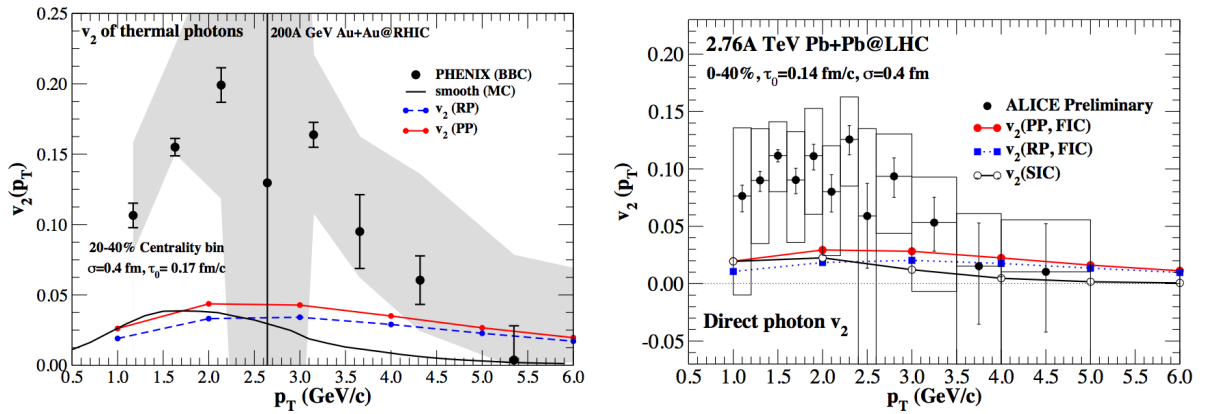 v2 of thermal photons
200A GeV Au+Au@RHIC
PHENIX (BBC)
smooth (MC)
v2 (RP)
v2 (PP)
20-40% Centrality bin
σ=0.4 fm, τ0= 0.17 fm/c
v2(pT)
0.25
0.20
0.15
0.10
0.05
0.00
0.5 1.0 1.5 2.0 2.5 3.0 3.5 4.0 4.5 5.0 5.5 6.0
pT (GeV/c)
2.76A TeV Pb+Pb@LHC
0-40%, τ0=0.14 fm/c, σ=0.4 fm
ALICE Preliminary
v2(PP, FIC)
v2(RP, FIC)
v2(SIC)
Direct photon v2
v2 (pT)
0.20
0.15
0.10
0.05
0.00
-0.05
0.5 1.0 1.5 2.0 2.5 3.0 3.5 4.0 4.5 5.0 5.5 6.0
pT (GeV/c)